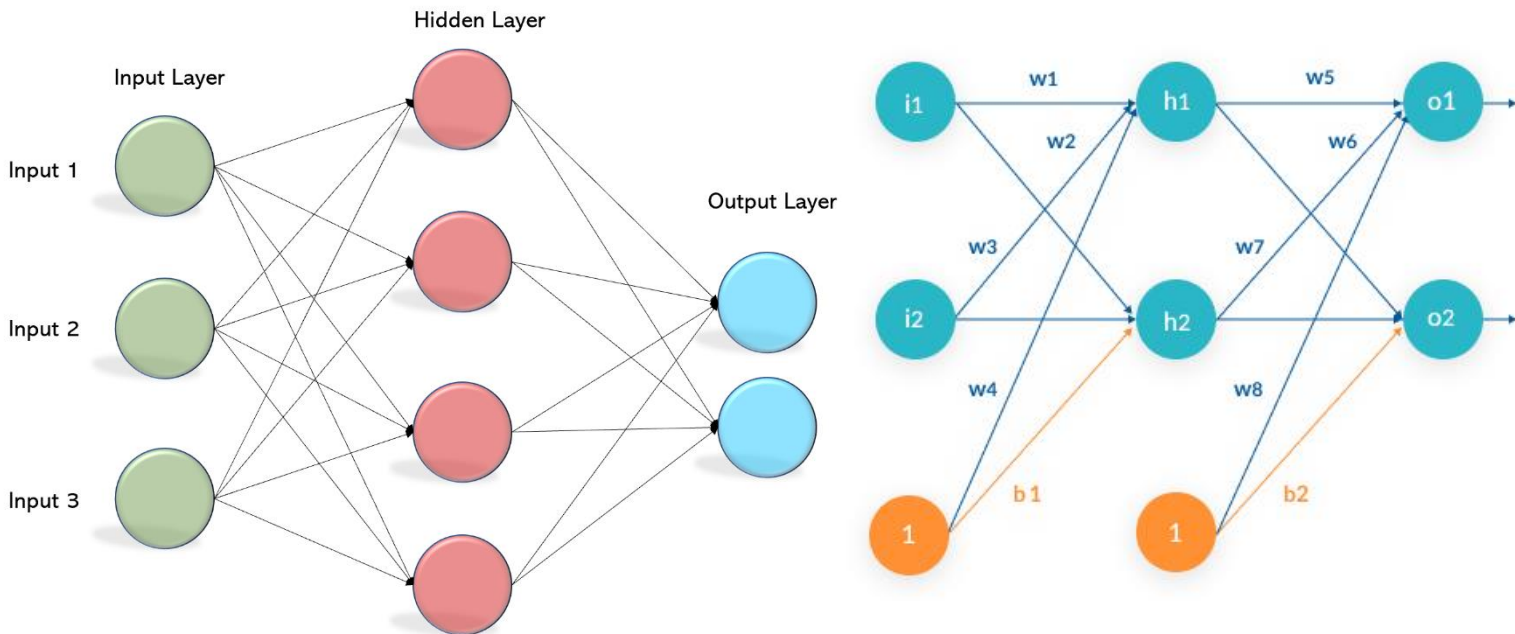 Hidden Layer
Input Layer
Input 1
Output Layer
Input 2
Input 3
w1
w5
i1
h1
o1
w2
w6
w3
w7
i2
h2
o2
w4
w8
b1
b2
1
1